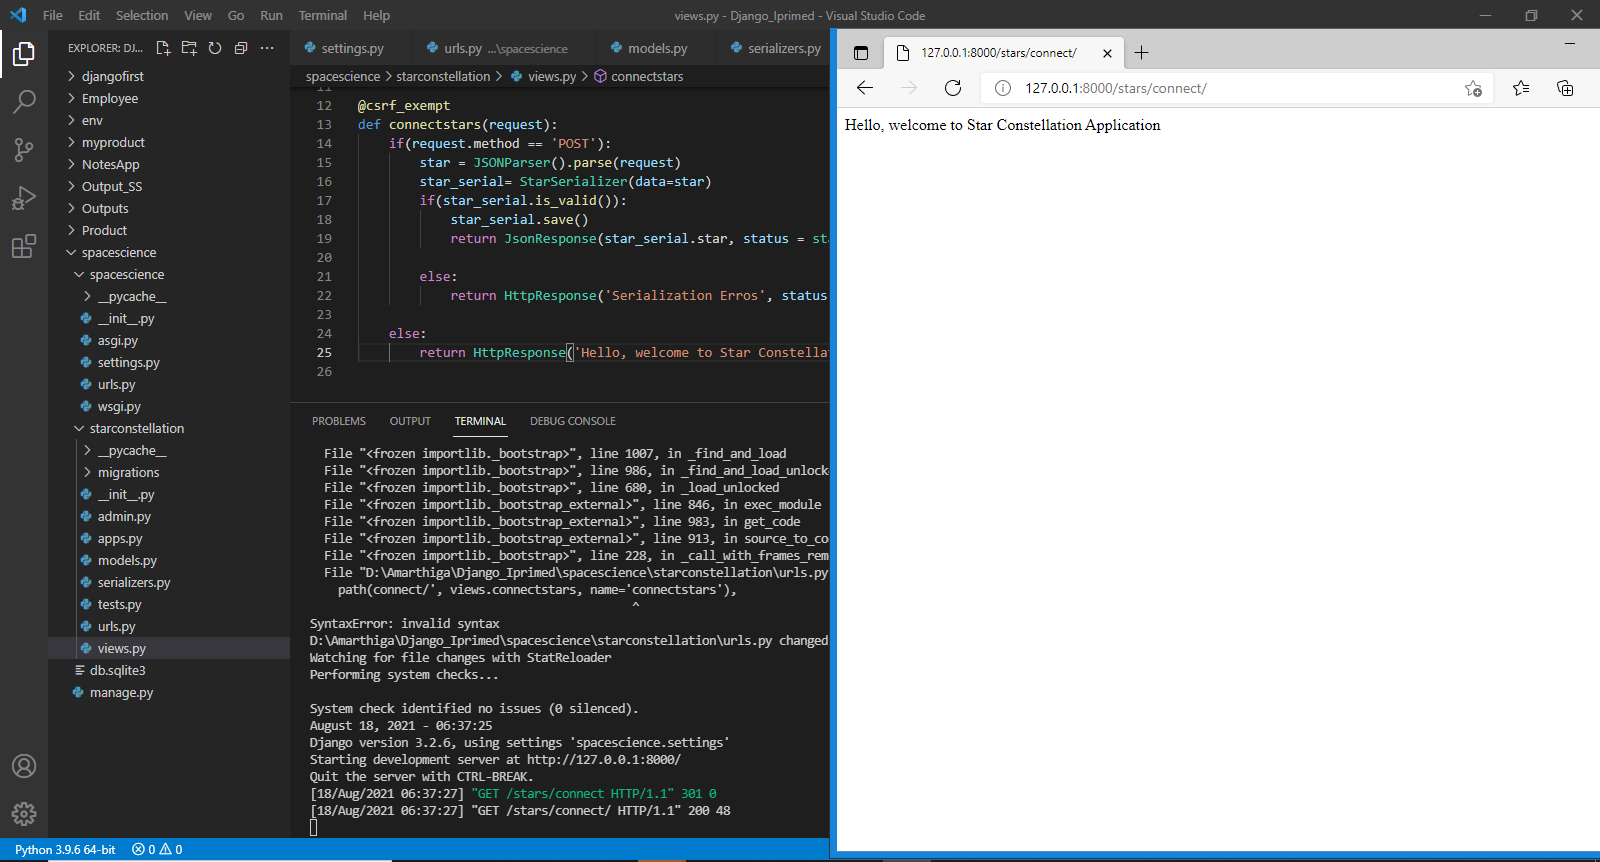 File Edit Selection View Go Run Terminal Help
views.py - Django_Iprimed - Visual Studio Code
EXPLORER: DJ...
djangofirst
Employee
env
myproduct
NotesApp
Output_SS
Outputs
Product
spacescience
spacescience
__pycache__
__init__.py
asgi.py
settings.py
urls.py
wsgi.py
starconstellation
__pycache__
migrations
__init__.py
admin.py
apps.py
models.py
serializers.py
tests.py
urls.py
views.py
db.sqlite3
manage.py
settings.py urls.py ...\spacescience models.py serializers.py
spacescience > starconstellation > views.py > connectstars
11
12 @csrf_exempt
13 def connectstars(request):
14 if(request.method == 'POST'):
15 star = JSONParser().parse(request)
16 star_serial= StarSerializer(data=star)
17 if(star_serial.is_valid()):
18 star_serial.save()
19 return JsonResponse(star_serial.star, status = sta
20
21 else:
22 return HttpResponse('Serialization Erros', status
23
24 else:
25 return HttpResponse('Hello, welcome to Star Constellat
26
PROBLEMS OUTPUT TERMINAL DEBUG CONSOLE
File "<frozen importlib._bootstrap>", line 1007, in _find_and_load
File "<frozen importlib._bootstrap>", line 986, in _find_and_load_unlock
File "<frozen importlib._bootstrap>", line 680, in _load_unlocked
File "<frozen importlib._bootstrap_external>", line 846, in exec_module
File "<frozen importlib._bootstrap_external>", line 983, in get_code
File "<frozen importlib._bootstrap_external>", line 913, in source_to_co
File "<frozen importlib._bootstrap>", line 228, in _call_with_frames_rem
File "D:\Amarthiga\Django_Iprimed\spacescience\starconstellation\urls.py
path(connect/', views.connectstars, name='connectstars'),
^
SyntaxError: invalid syntax
D:\Amarthiga\Django_Iprimed\spacescience\starconstellation\urls.py changed
Watching for file changes with StatReloader
Performing system checks...
System check identified no issues (0 silenced).
August 18, 2021 - 06:37:25
Django version 3.2.6, using settings 'spacescience.settings'
Starting development server at http://127.0.0.1:8000/
Quit the server with CTRL-BREAK.
[18/Aug/2021 06:37:27] "GET /stars/connect HTTP/1.1" 301 0
[18/Aug/2021 06:37:27] "GET /stars/connect/ HTTP/1.1" 200 48
Python 3.9.6 64-bit 0 0
127.0.0.1:8000/stars/connect/
127.0.0.1:8000/stars/connect/
Hello, welcome to Star Constellation Application